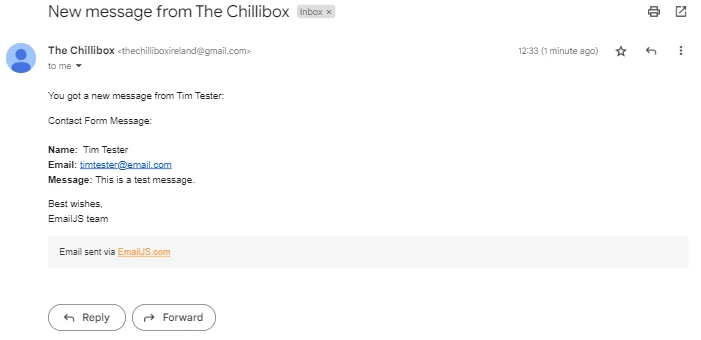 New message from The Chillibox Inbox ×
The Chillibox <thechilliboxireland@gmail.com> 12:33 (1 minute ago)
to me
You got a new message from Tim Tester:
Contact Form Message:
Name: Tim Tester
Email: timtester@email.com
Message: This is a test message.
Best wishes,
EmailJS team
Email sent via EmailJS.com
Reply Forward